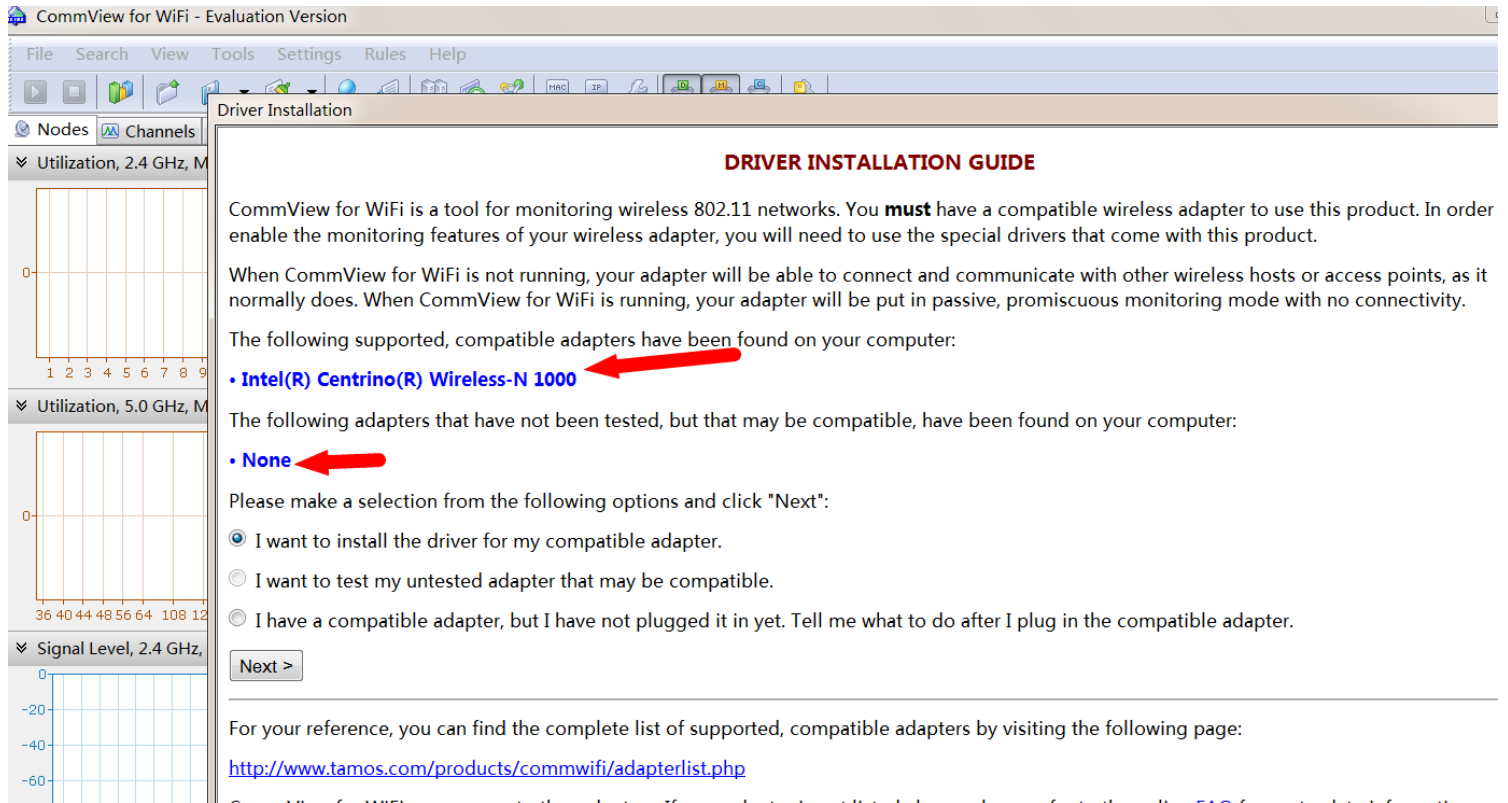 CommView for WiFi - Evaluation Version
File Search View Tools Settings Rules Help
MAC IP D M C
Driver Installation
Nodes Channels
Utilization, 2.4 GHz, M
0
1 2 3 4 5 6 7 8 9
Utilization, 5.0 GHz, M
0
36 40 44 48 56 64 108 12
Signal Level, 2.4 GHz,
0
-20
-40
-60
DRIVER INSTALLATION GUIDE
CommView for WiFi is a tool for monitoring wireless 802.11 networks. You must have a compatible wireless adapter to use this product. In order
enable the monitoring features of your wireless adapter, you will need to use the special drivers that come with this product.
When CommView for WiFi is not running, your adapter will be able to connect and communicate with other wireless hosts or access points, as it
normally does. When CommView for WiFi is running, your adapter will be put in passive, promiscuous monitoring mode with no connectivity.
The following supported, compatible adapters have been found on your computer:
• Intel(R) Centrino(R) Wireless-N 1000
The following adapters that have not been tested, but that may be compatible, have been found on your computer:
• None
Please make a selection from the following options and click "Next":
I want to install the driver for my compatible adapter.
I want to test my untested adapter that may be compatible.
I have a compatible adapter, but I have not plugged it in yet. Tell me what to do after I plug in the compatible adapter.
Next >
For your reference, you can find the complete list of supported, compatible adapters by visiting the following page:
http://www.tamos.com/products/commwifi/adapterlist.php